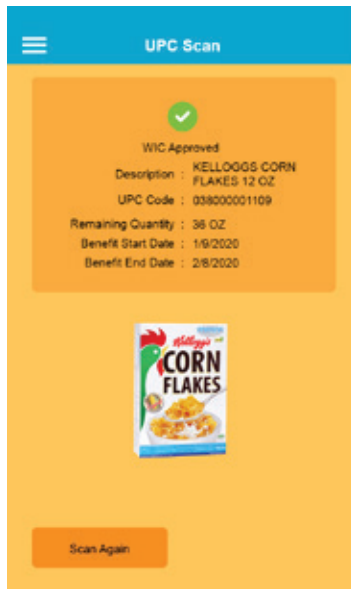 UPC Scan
WIC Approved
Description : KELLOGGS CORN
FLAKES 12 OZ
UPC Code : 038000001109
Remaining Quantity : 36 OZ
Benefit Start Date : 1/9/2020
Benefit End Date : 2/8/2020
Kellogg's
CORN
FLAKES
Scan Again